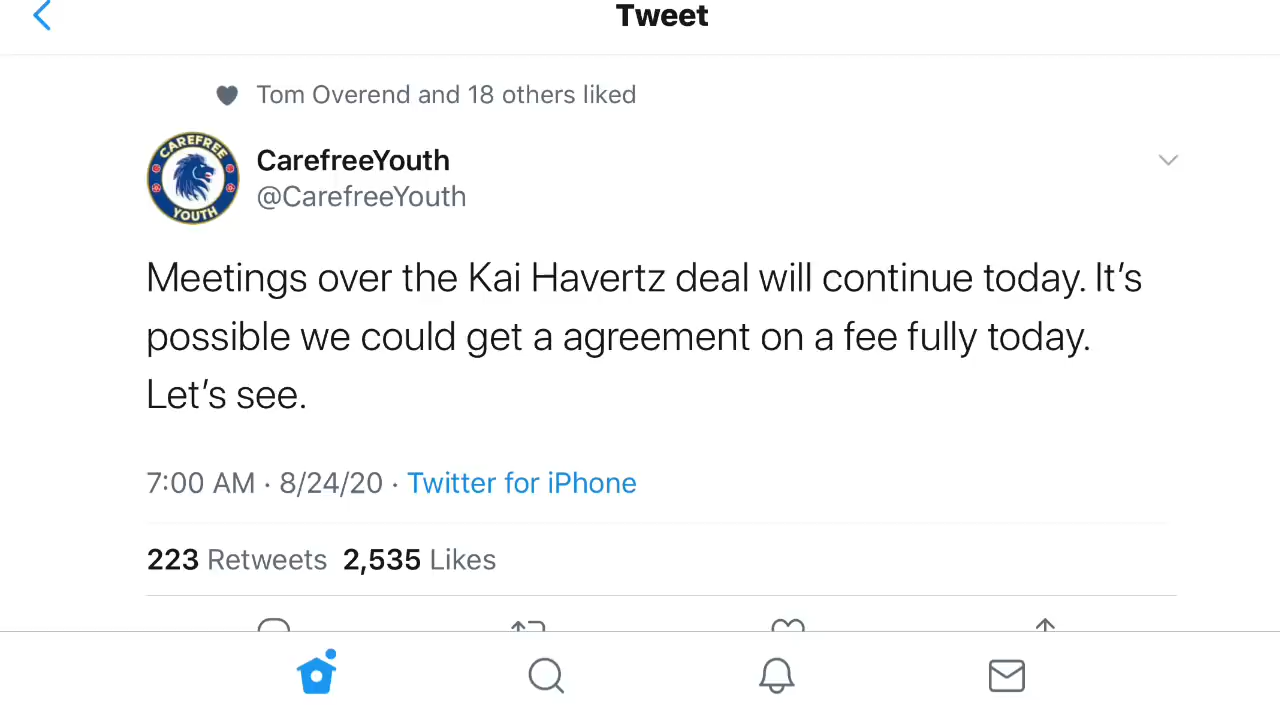 Tweet
Tom Overend and 18 others liked
CAREFREE
YOUTH
CarefreeYouth
@CarefreeYouth
Meetings over the Kai Havertz deal will continue today. It’s
possible we could get a agreement on a fee fully today.
Let’s see.
7:00 AM · 8/24/20 · Twitter for iPhone
223 Retweets 2,535 Likes